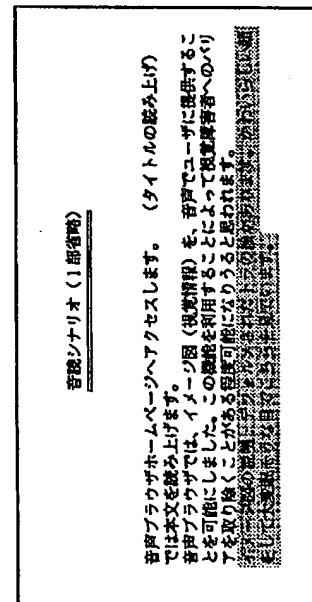 音読シナリオ（1部省略）
音声ブラウザホームページへアクセスします。　（タイトルの読み上げ）
では本文を読み上げます。
音声ブラウザでは、イメージ図（視覚情報）を、音声でユーザに提供するこ
とを可能にしました。この機能を利用することによって視覚障害者へのバリ
アを取り除くことがある程度可能になりうると思われます。